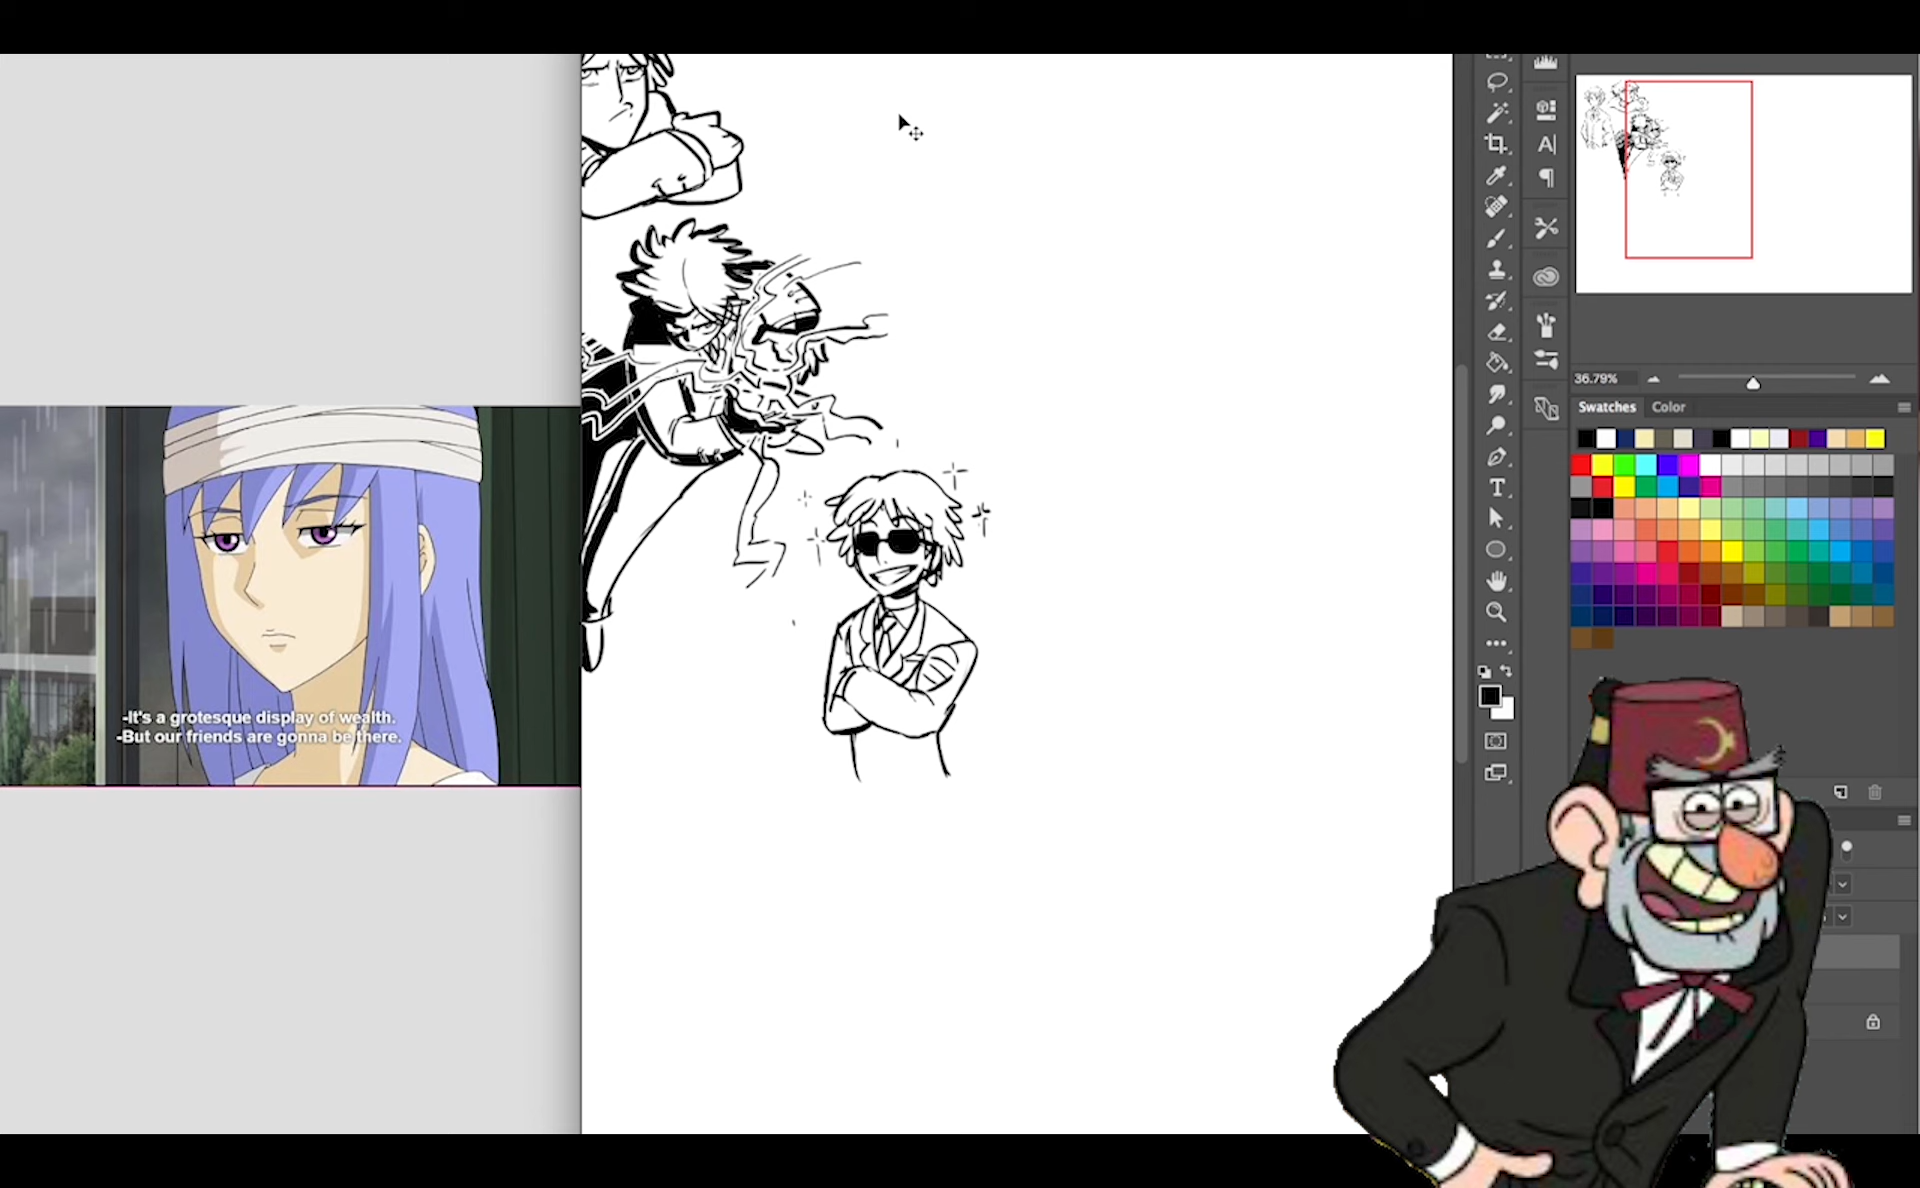 36.79%
Swatches Color
-It's a grotesque display of wealth.
-But our friends are gonna be there.